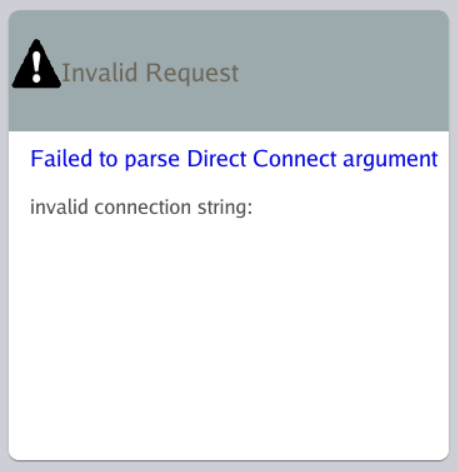 Invalid Request
Failed to parse Direct Connect argument
invalid connection string: